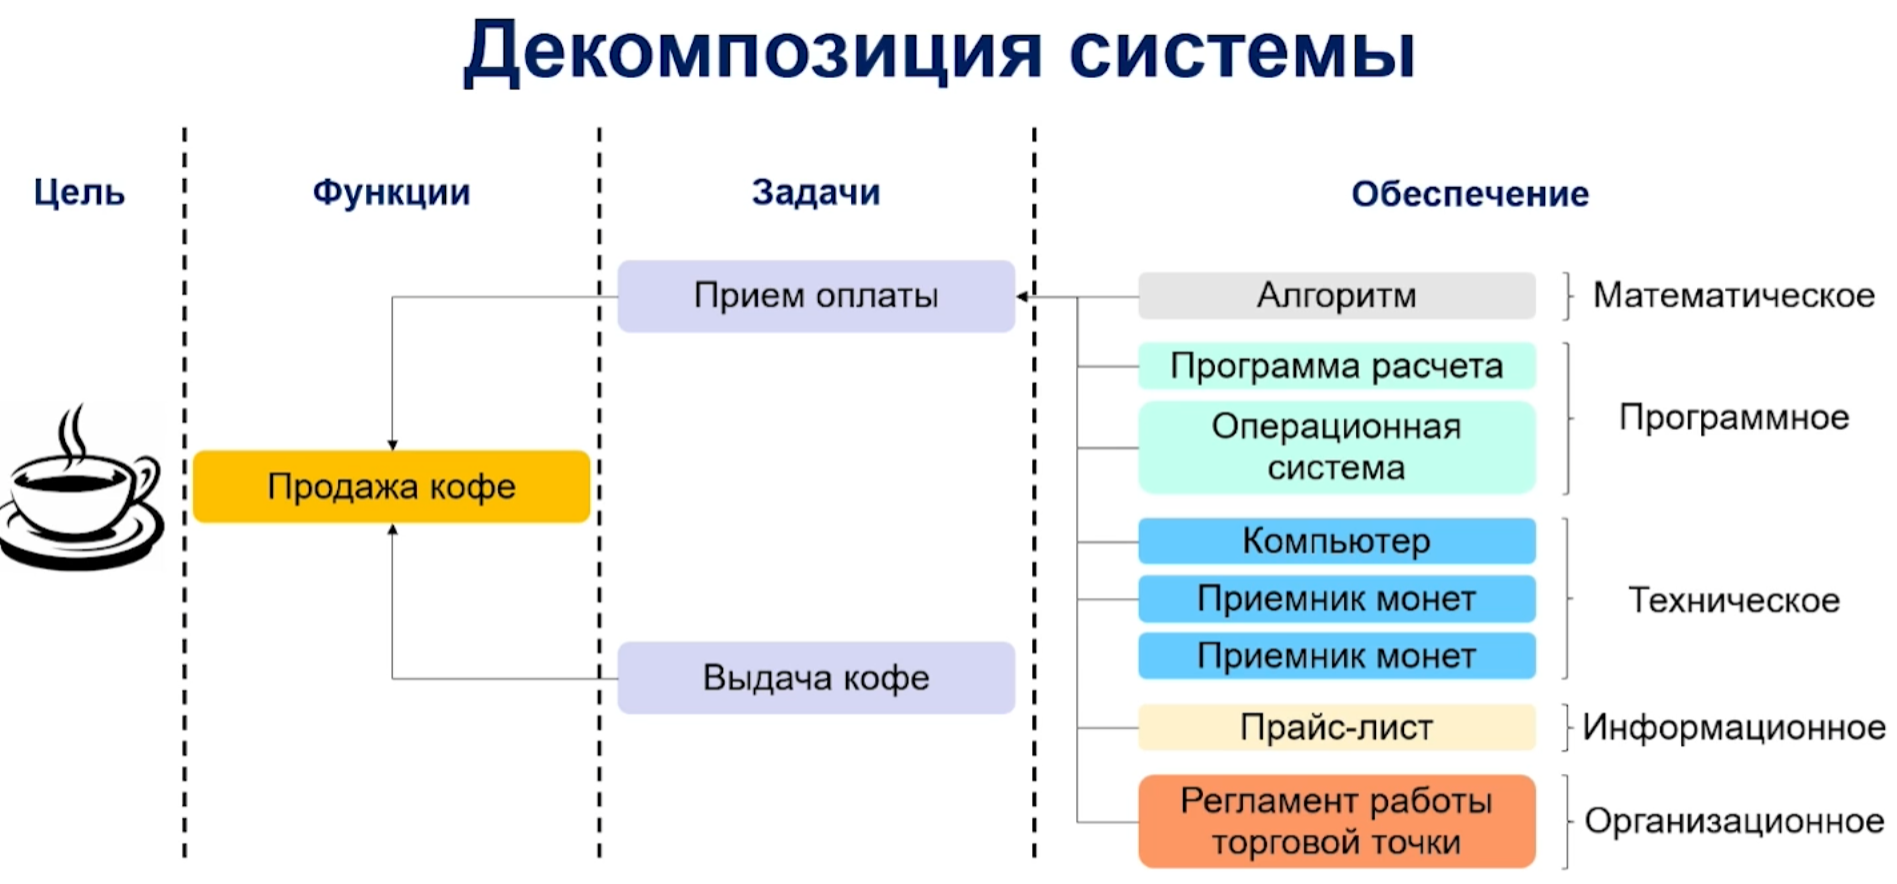 Декомпозиция системы
Цель
Функции
Задачи
Обеспечение
Прием оплаты
Алгоритм
Математическое
Программа расчета
Операционная
система
Программное
Продажа кофе
Компьютер
Приемник монет
Приемник монет
Техническое
Выдача кофе
Прайс-лист
Информационное
Регламент работы
торговой точки
Организационное